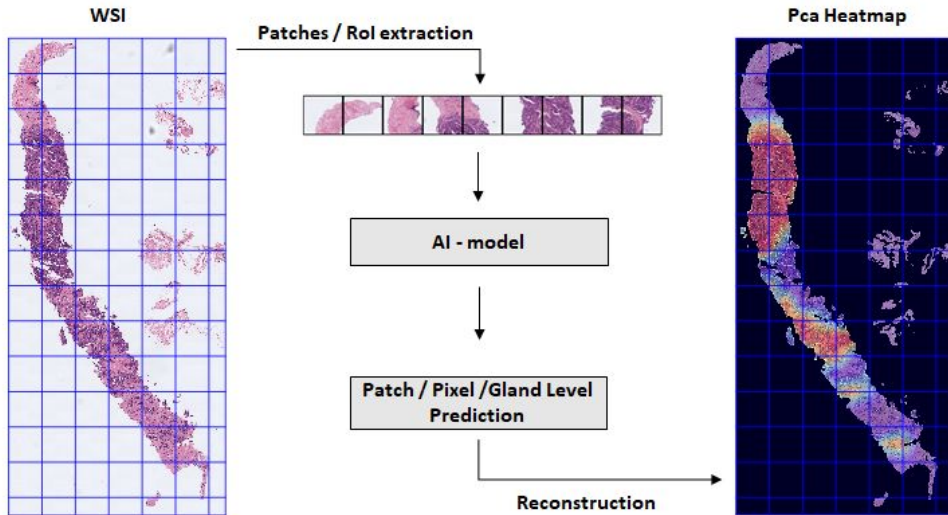 WSI
Patches / RoI extraction
Pca Heatmap
AI - model
Patch / Pixel /Gland Level
Prediction
Reconstruction